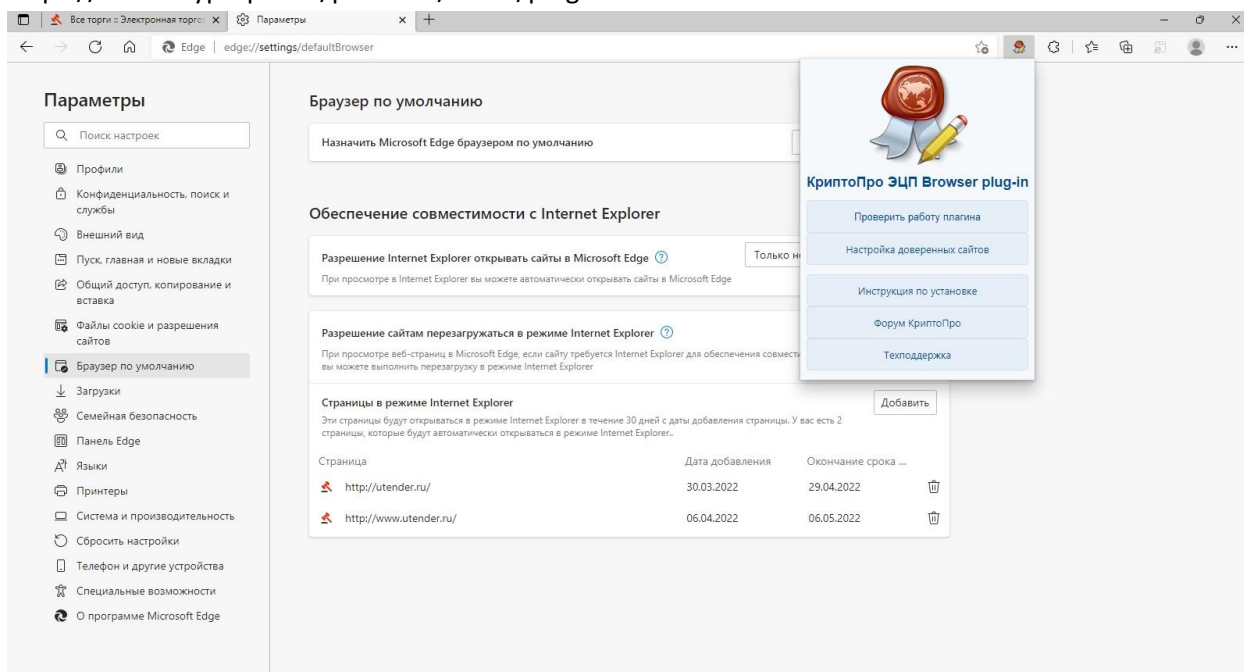 Все торги :: Электронная торго
Параметры
Edge | edge://settings/defaultBrowser
Параметры
Поиск настроек
Профили
Конфиденциальность, поиск и
службы
Внешний вид
Пуск, главная и новые вкладки
Общий доступ, копирование и
вставка
Файлы cookie и разрешения
сайтов
Браузер по умолчанию
Загрузки
Семейная безопасность
Панель Edge
Языки
Принтеры
Система и производительность
Сбросить настройки
Телефон и другие устройства
Специальные возможности
О программе Microsoft Edge
Браузер по умолчанию
Назначить Microsoft Edge браузером по умолчанию
Обеспечение совместимости с Internet Explorer
Разрешение Internet Explorer открывать сайты в Microsoft Edge
Только
При просмотре в Internet Explorer вы можете автоматически открывать сайты в Microsoft Edge
Разрешение сайтам перезагружаться в режиме Internet Explorer
При просмотре веб-страниц в Microsoft Edge, если сайту требуется Internet Explorer для обеспечения
вы можете выполнить перезагрузку в режиме Internet Explorer
Страницы в режиме Internet Explorer
Добавить
Эти страницы будут открываться в режиме Internet Explorer в течение 30 дней с даты добавления страницы. У вас есть 2
страницы, которые будут автоматически открываться в режиме Internet Explorer..
Страница Дата добавления Окончание срока ...
http://utender.ru/ 30.03.2022 29.04.2022
http://www.utender.ru/ 06.04.2022 06.05.2022
КриптоПро ЭЦП Browser plug-in
Проверить работу плагина
Настройка доверенных сайтов
Инструкция по установке
Форум КриптоПро
Техподдержка